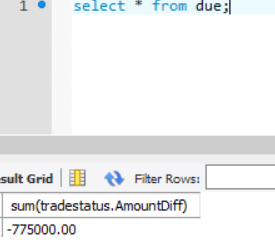 1 select * from due;
sult Grid Filter Rows:
sum(tradestatus.AmountDiff)
-775000.00